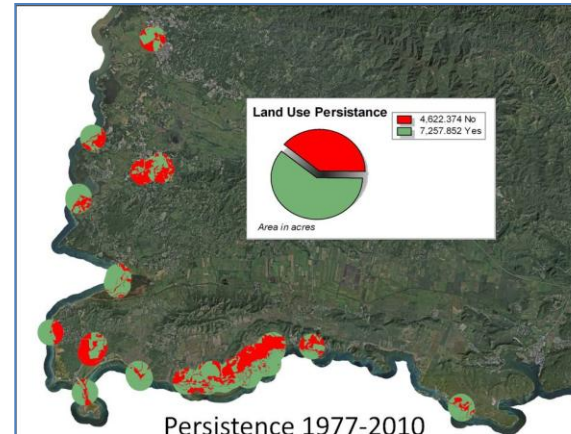 Land Use Persistance
4,622.374 No
7,257.852 Yes
Area in acres
Persistence 1977-2010